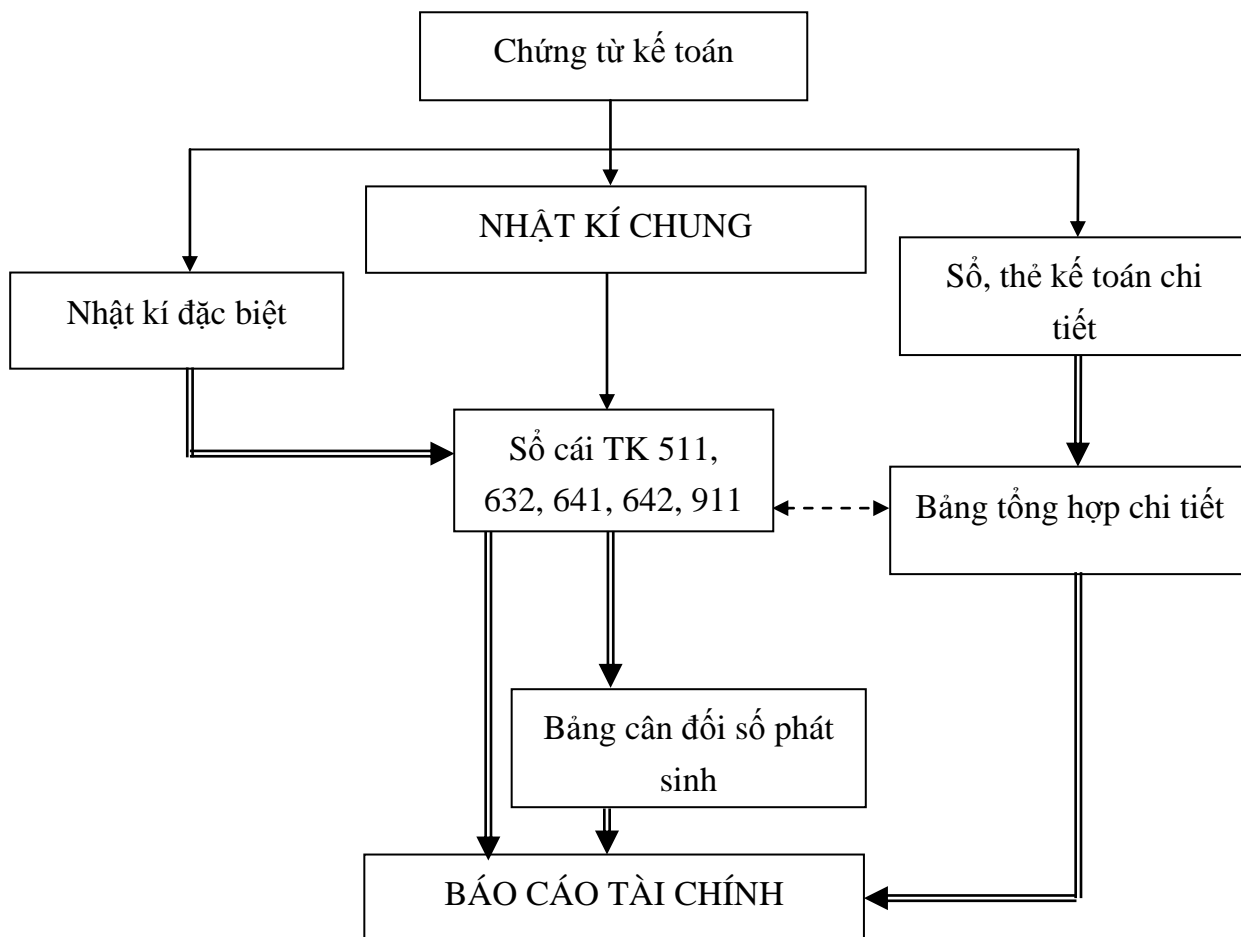 Chứng từ kế toán
NHẬT KÍ CHUNG
Nhật kí đặc biệt
Sổ, thẻ kế toán chi
tiết
Sổ cái TK 511,
632, 641, 642, 911
Bảng tổng hợp chi tiết
Bảng cân đối số phát
sinh
BÁO CÁO TÀI CHÍNH